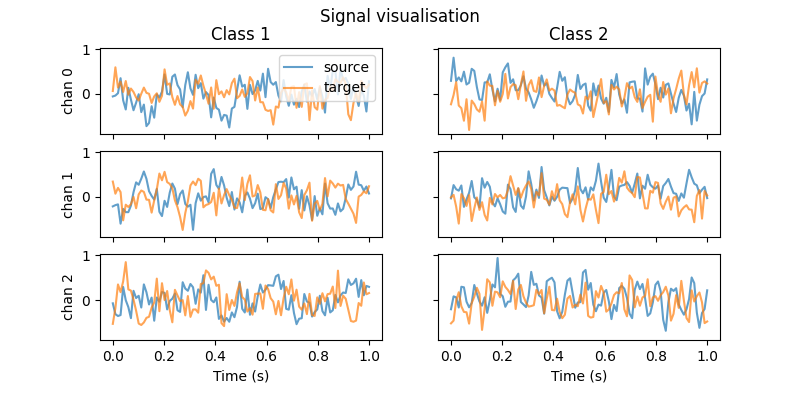 Signal visualisation
Class 1
Class 2
chan 0
1
0
source
target
chan 1
1
0
chan 2
1
0
0.0 0.2 0.4 0.6 0.8 1.0
0.0 0.2 0.4 0.6 0.8 1.0
Time (s)
Time (s)